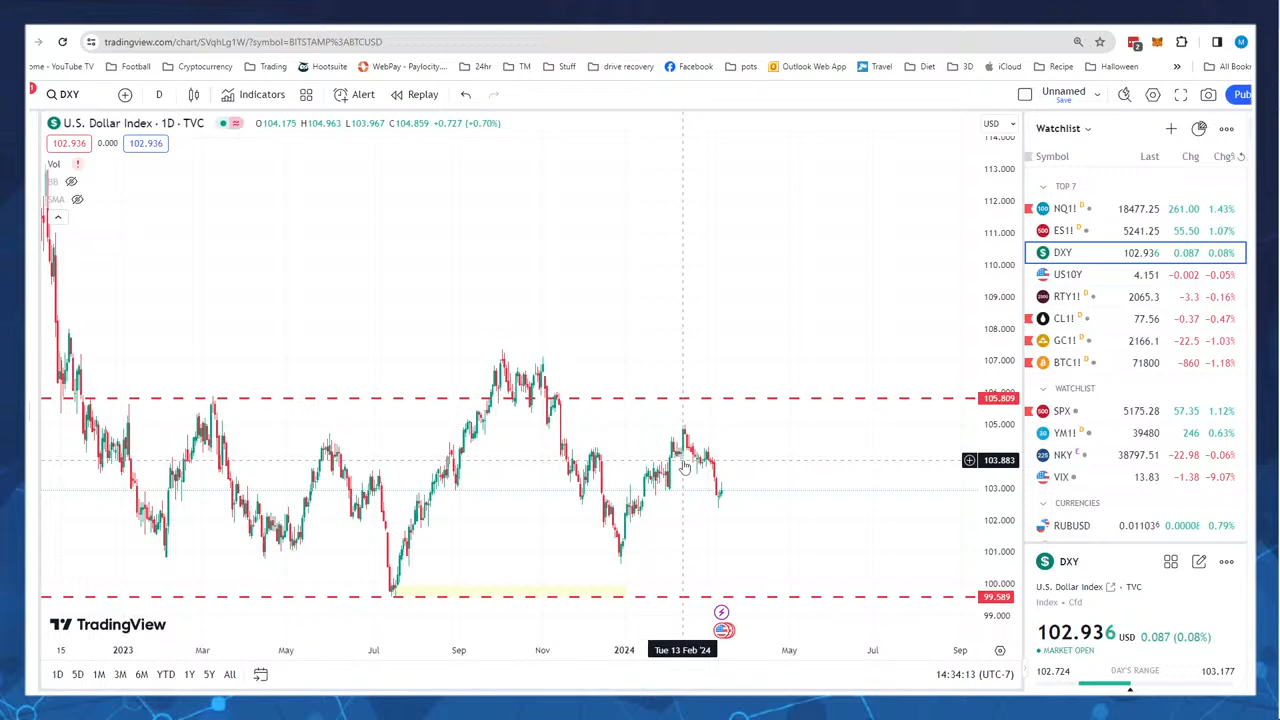 tradingview.com/chart/SVqhLg1W/?symbol=BITSTAMP%3ABTCUSD
2
M
ome - YouTube TV Football Cryptocurrency Trading Hootsuite WebPay - Paylocity... 24hr TM Stuff drive recovery Facebook pots Outlook Web App Travel Diet 3D iCloud Recipe Halloween » All Book
DXY D Indicators Alert Replay Unnamed Save Pub
U.S. Dollar Index · 1D · TVC O104.175 H104.963 L103.967 C104.859 +0.727 (+0.70%)
USD
102.936 0.000 102.936
Vol !
BB
SMA
114.000
113.000
112.000
111.000
110.000
109.000
108.000
107.000
106.000
105.809
105.000
103.883
103.000
102.000
101.000
100.000
99.589
99.000
TradingView
15 2023 Mar May Jul Sep Nov 2024 Tue 13 Feb '24 May Jul Sep
1D 5D 1M 3M 6M YTD 1Y 5Y All
14:34:13 (UTC-7)
Watchlist
Symbol Last Chg Chg%
TOP 7
100 NQ1! D 18477.25 261.00 1.43%
500 ES1! D 5241.25 55.50 1.07%
$ DXY 102.936 0.087 0.08%
US10Y 4.151 −0.002 −0.05%
2000 RTY1! D 2065.3 −3.3 −0.16%
CL1! D 77.56 −0.37 −0.47%
GC1! D 2166.1 −22.5 −1.03%
BTC1! D 71800 −860 −1.18%
WATCHLIST
500 SPX 5175.28 57.35 1.12%
30 YM1! D 39480 246 0.63%
225 NKY E 38797.51 −22.98 −0.06%
VIX 13.83 −1.38 −9.07%
CURRENCIES
RUBUSD 0.011036 0.00008 0.79%
$ DXY
U.S. Dollar Index · TVC
Index · Cfd
102.936 USD 0.087 (0.08%)
MARKET OPEN
102.724 DAY'S RANGE 103.177